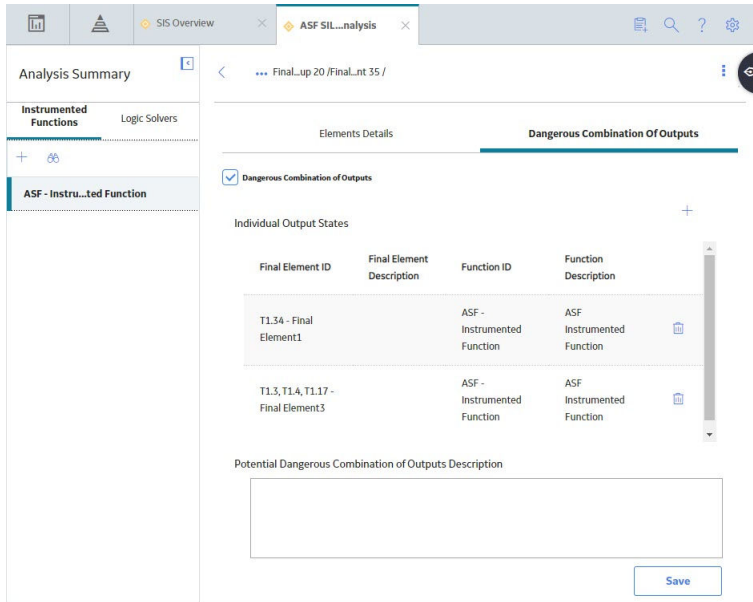 SIS Overview
ASF SIL...nalysis
Analysis Summary
... Final...up 20 /Final...nt 35 /
Instrumented
Functions
Logic Solvers
Elements Details
Dangerous Combination Of Outputs
Dangerous Combination of Outputs
ASF - Instru...ted Function
Individual Output States
Final Element ID
Final Element
Description
Function ID
Function
Description
T1.34 - Final
Element1
ASF -
Instrumented
Function
ASF
Instrumented
Function
T1.3, T1.4, T1.17 -
Final Element3
ASF -
Instrumented
Function
ASF
Instrumented
Function
Potential Dangerous Combination of Outputs Description
Save